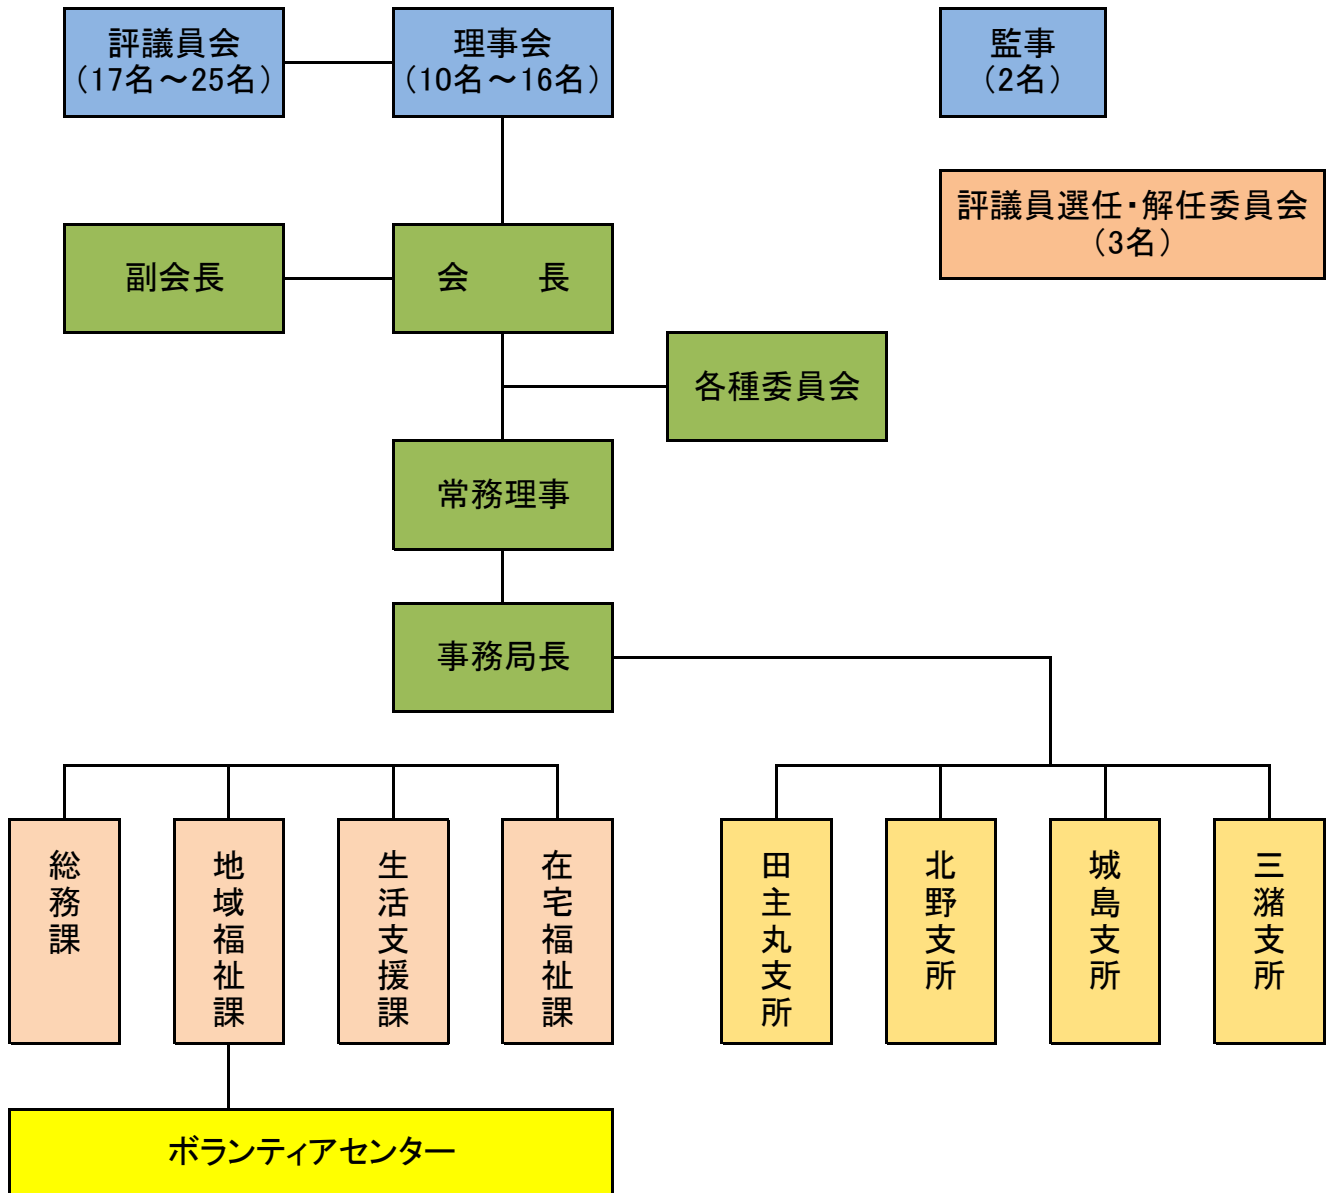 評議員会
（17名～25名）
理事会
（10名～16名）
監事
（2名）
評議員選任・解任委員会
（3名）
副会長
会　　長
各種委員会
常務理事
事務局長
総務課
地域福祉課
生活支援課
在宅福祉課
田主丸支所
北野支所
城島支所
三潴支所
ボランティアセンター